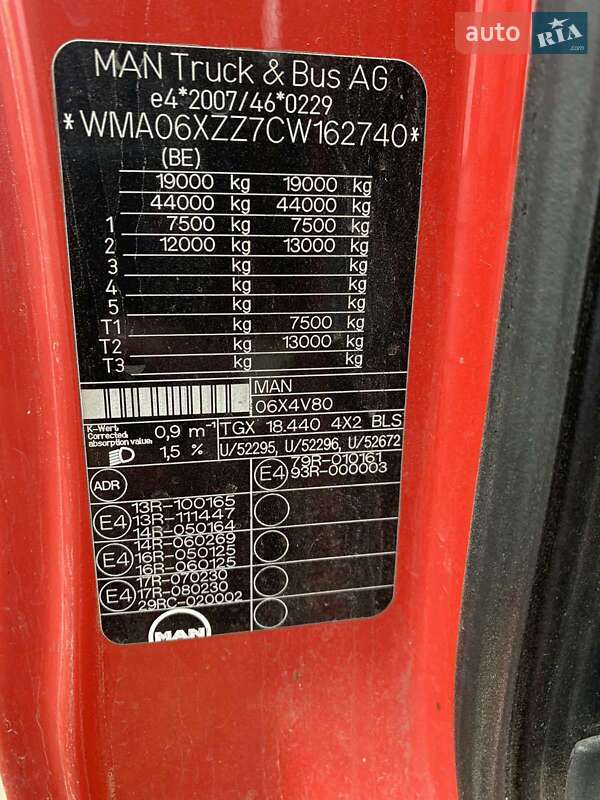 auto RIA .com
MAN Truck & Bus AG
e4*2007/46*0229
*WMA06XZZ7CW162740*
(BE)
19000 kg 19000 kg
44000 kg 44000 kg
1 7500 kg 7500 kg
2 12000 kg 13000 kg
3 kg kg
4 kg kg
5 kg kg
T1 kg 7500 kg
T2 kg 13000 kg
T3 kg kg
MAN
06X4V80
K-Wert, Corrected absorption value 0,9 m⁻¹
TGX 18.440 4X2 BLS
1,5 %
U/52295, U/52296, U/52672
ADR
E4 49R-010161
93R-000003
13R-100165
E4 13R-111447
14R-050164
14R-060269
E4 16R-050125
16R-060125
17R-070230
E4 17R-080230
29RC-020002
MAN